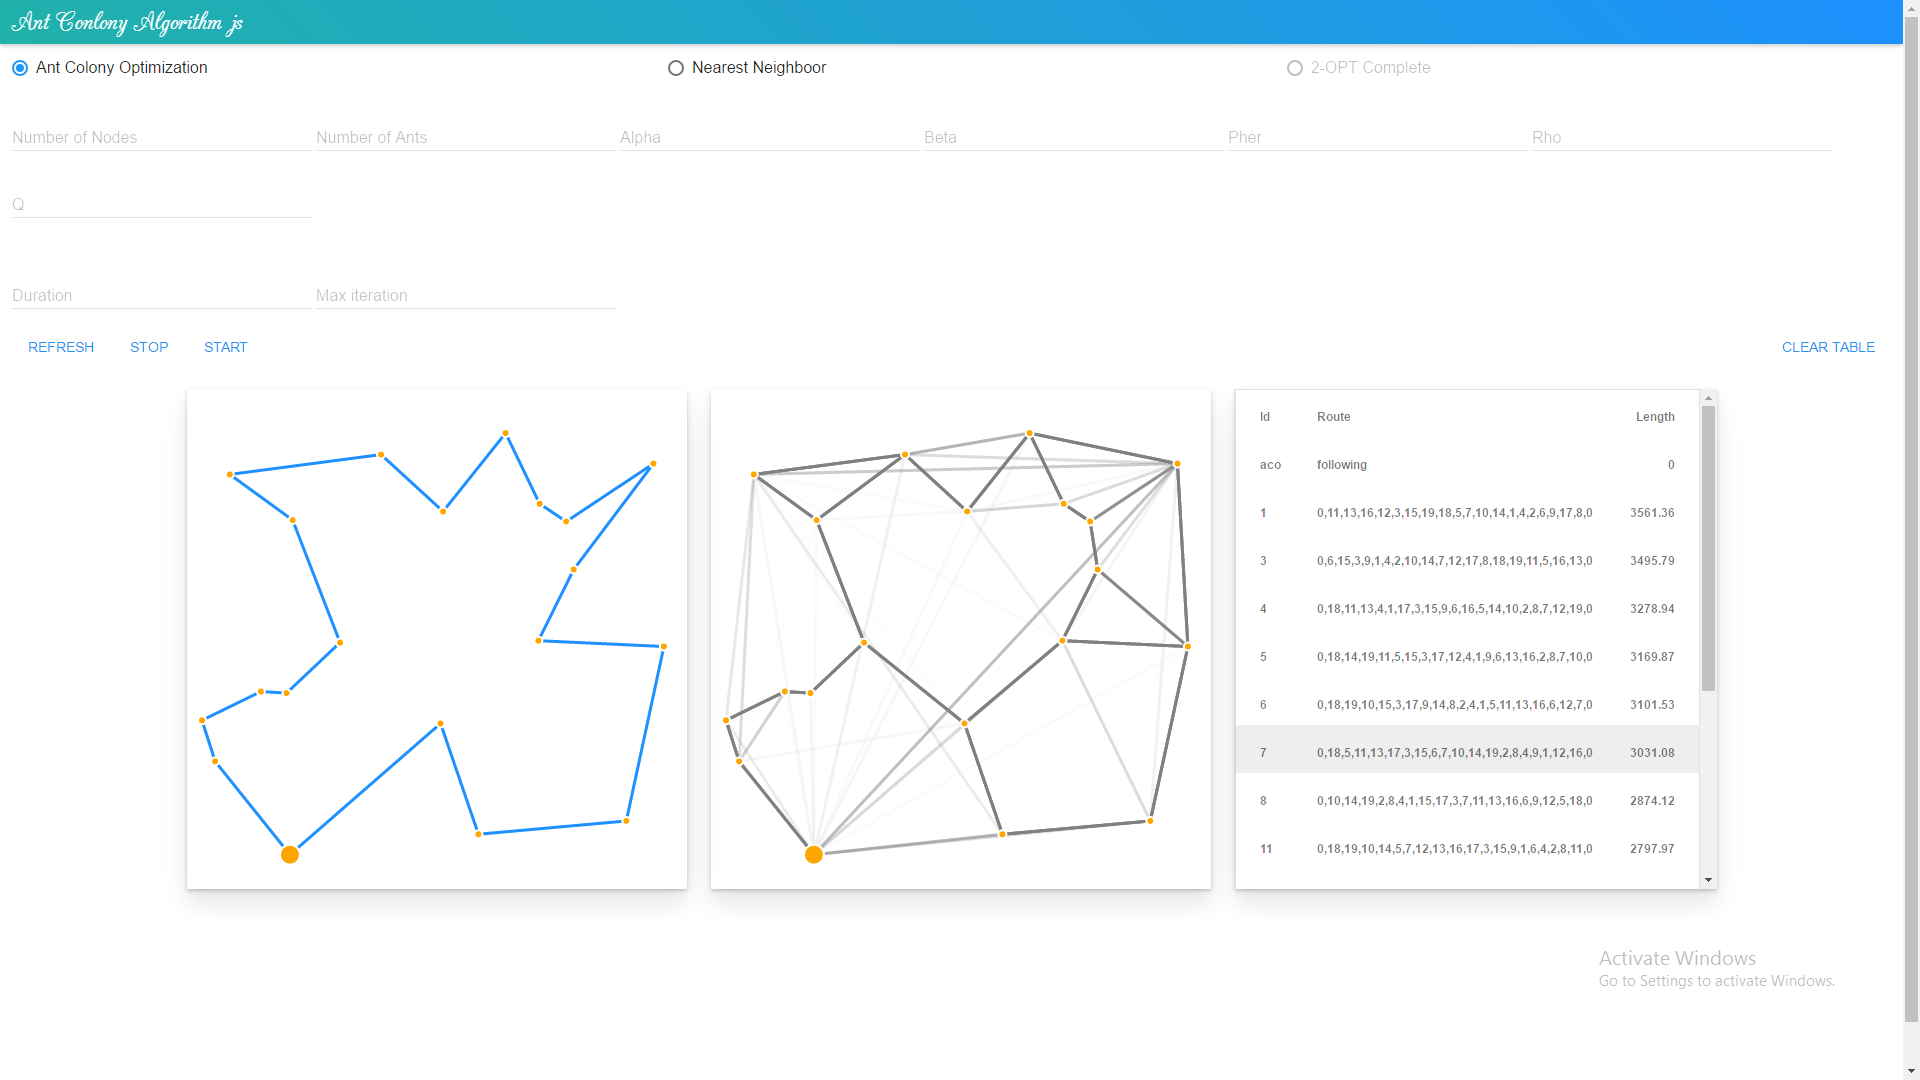 Ant Conlony Algorithm js
Ant Colony Optimization
Nearest Neighboor
2-OPT Complete
Number of Nodes
Number of Ants
Alpha
Beta
Pher
Rho
Q
Duration
Max iteration
REFRESH
STOP
START
CLEAR TABLE
Id Route Length
aco following 0
1 0,11,13,16,12,3,15,19,18,5,7,10,14,1,4,2,6,9,17,8,0 3561.36
3 0,6,15,3,9,1,4,2,10,14,7,12,17,8,18,19,11,5,16,13,0 3495.79
4 0,18,11,13,4,1,17,3,15,9,6,16,5,14,10,2,8,7,12,19,0 3278.94
5 0,18,14,19,11,5,15,3,17,12,4,1,9,6,13,16,2,8,7,10,0 3169.87
6 0,18,19,10,15,3,17,9,14,8,2,4,1,5,11,13,16,6,12,7,0 3101.53
7 0,18,5,11,13,17,3,15,6,7,10,14,19,2,8,4,9,1,12,16,0 3031.08
8 0,10,14,19,2,8,4,1,15,17,3,7,11,13,16,6,9,12,5,18,0 2874.12
11 0,18,19,10,14,5,7,12,13,16,17,3,15,9,1,6,4,2,8,11,0 2797.97
Activate Windows
Go to Settings to activate Windows.